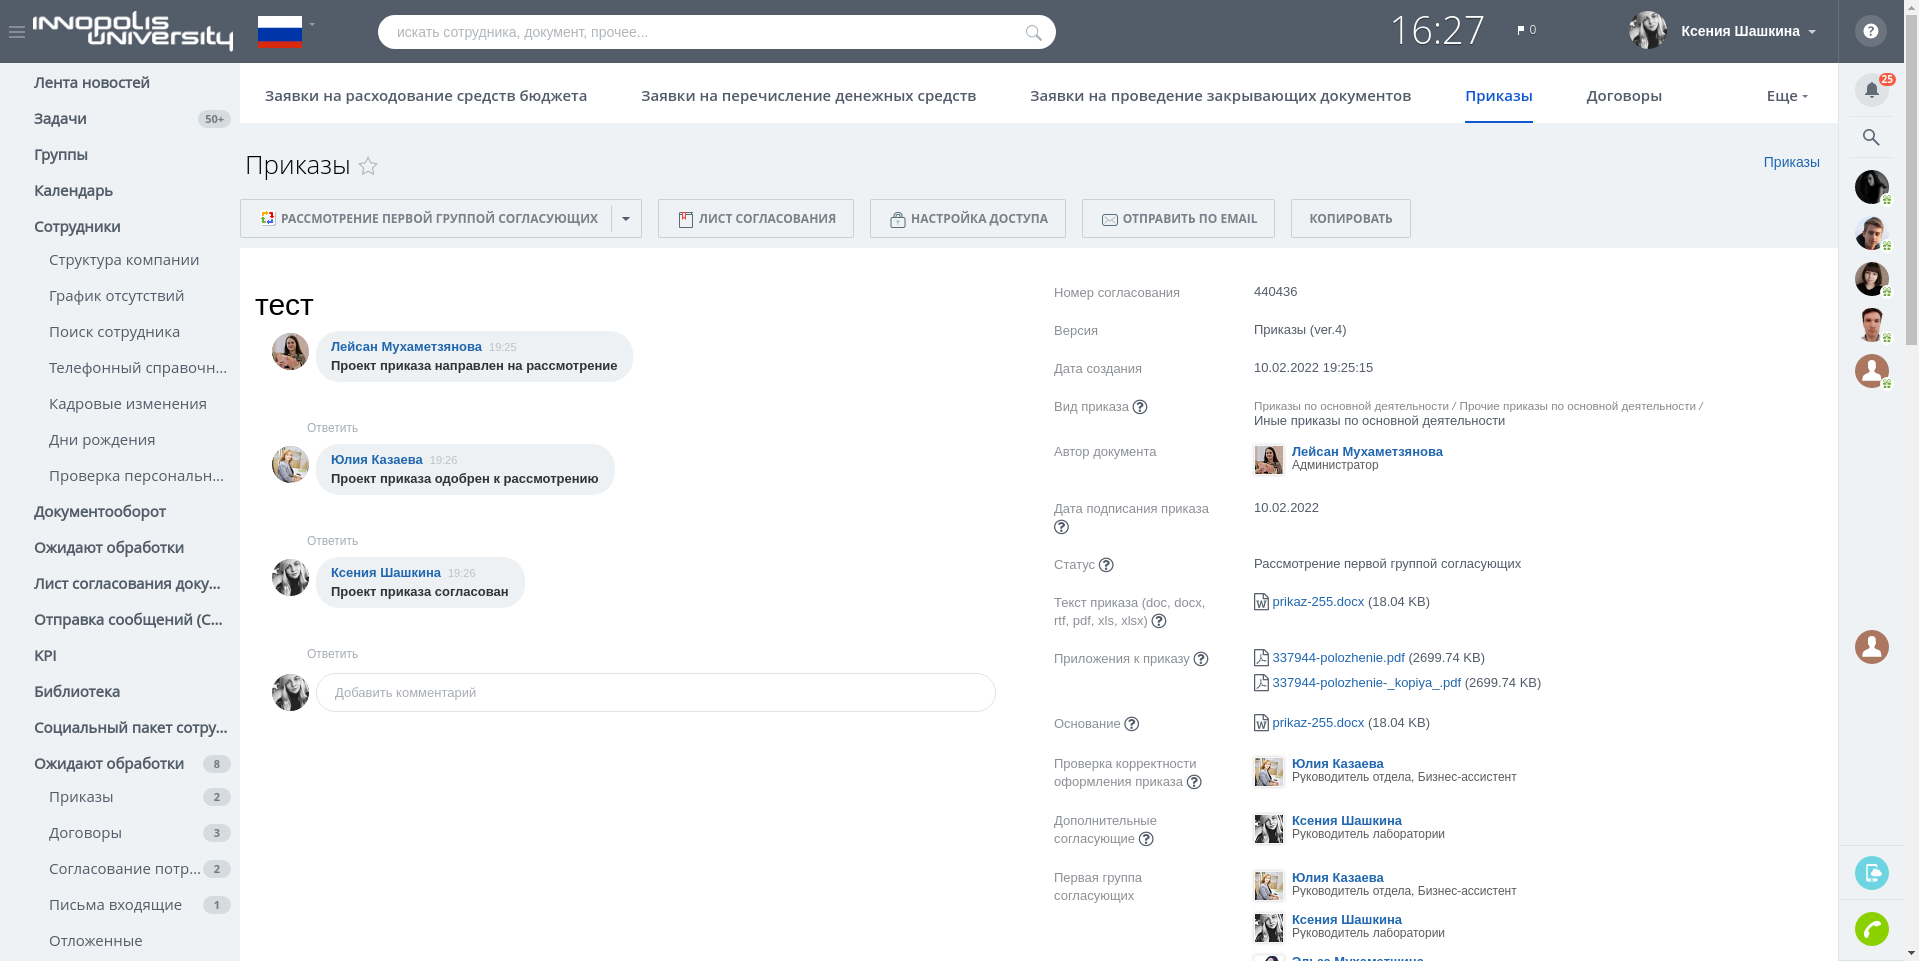 INNOPOLIS
UNIVERSITY
искать сотрудника, документ, прочее...
16:27
0
Ксения Шашкина
?
25
Лента новостей
Задачи
50+
Группы
Календарь
Сотрудники
Структура компании
График отсутствий
Поиск сотрудника
Телефонный справочн...
Кадровые изменения
Дни рождения
Проверка персональн...
Документооборот
Ожидают обработки
Лист согласования доку...
Отправка сообщений (С...
KPI
Библиотека
Социальный пакет сотру...
Ожидают обработки
8
Приказы
2
Договоры
3
Согласование потр...
2
Письма входящие
1
Отложенные
Заявки на расходование средств бюджета
Заявки на перечисление денежных средств
Заявки на проведение закрывающих документов
Приказы
Договоры
Еще
Приказы
Приказы
РАССМОТРЕНИЕ ПЕРВОЙ ГРУППОЙ СОГЛАСУЮЩИХ
ЛИСТ СОГЛАСОВАНИЯ
НАСТРОЙКА ДОСТУПА
ОТПРАВИТЬ ПО EMAIL
КОПИРОВАТЬ
тест
Лейсан Мухаметзянова 19:25
Проект приказа направлен на рассмотрение
Ответить
Юлия Казаева 19:26
Проект приказа одобрен к рассмотрению
Ответить
Ксения Шашкина 19:26
Проект приказа согласован
Ответить
Добавить комментарий
Номер согласования
440436
Версия
Приказы (ver.4)
Дата создания
10.02.2022 19:25:15
Вид приказа ?
Приказы по основной деятельности / Прочие приказы по основной деятельности /
Иные приказы по основной деятельности
Автор документа
Лейсан Мухаметзянова
Администратор
Дата подписания приказа
?
10.02.2022
Статус ?
Рассмотрение первой группой согласующих
Текст приказа (doc, docx,
rtf, pdf, xls, xlsx) ?
prikaz-255.docx (18.04 KB)
Приложения к приказу ?
337944-polozhenie.pdf (2699.74 KB)
337944-polozhenie-_kopiya_.pdf (2699.74 KB)
Основание ?
prikaz-255.docx (18.04 KB)
Проверка корректности
оформления приказа ?
Юлия Казаева
Руководитель отдела, Бизнес-ассистент
Дополнительные
согласующие ?
Ксения Шашкина
Руководитель лаборатории
Первая группа
согласующих
Юлия Казаева
Руководитель отдела, Бизнес-ассистент
Ксения Шашкина
Руководитель лаборатории